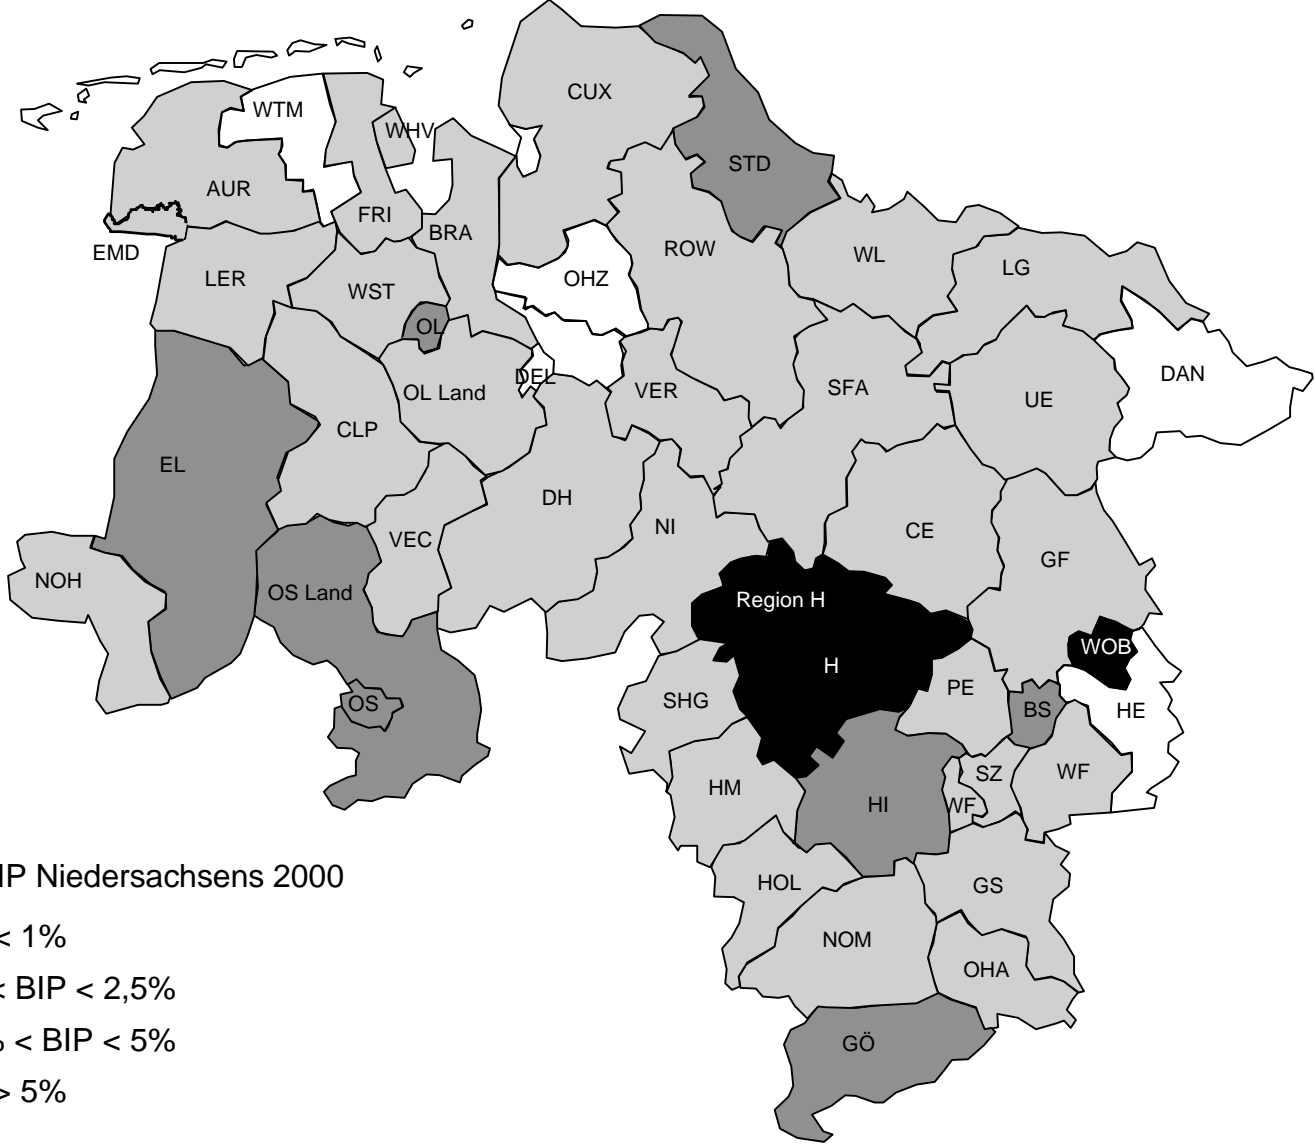 CUX
WTM
WHV
STD
AUR
FRI
BRA
EMD
ROW
WL
LER
OHZ
LG
WST
OL
DEL
OL Land
VER
SFA
UE
DAN
CLP
EL
DH
NI
CE
VEC
GF
NOH
OS Land
Region H
WOB
H
PE
SHG
OS
BS
HE
HM
SZ
WF
HI
WF
IP Niedersachsens 2000
HOL
GS
< 1%
NOM
OHA
< BIP < 2,5%
% < BIP < 5%
GÖ
> 5%